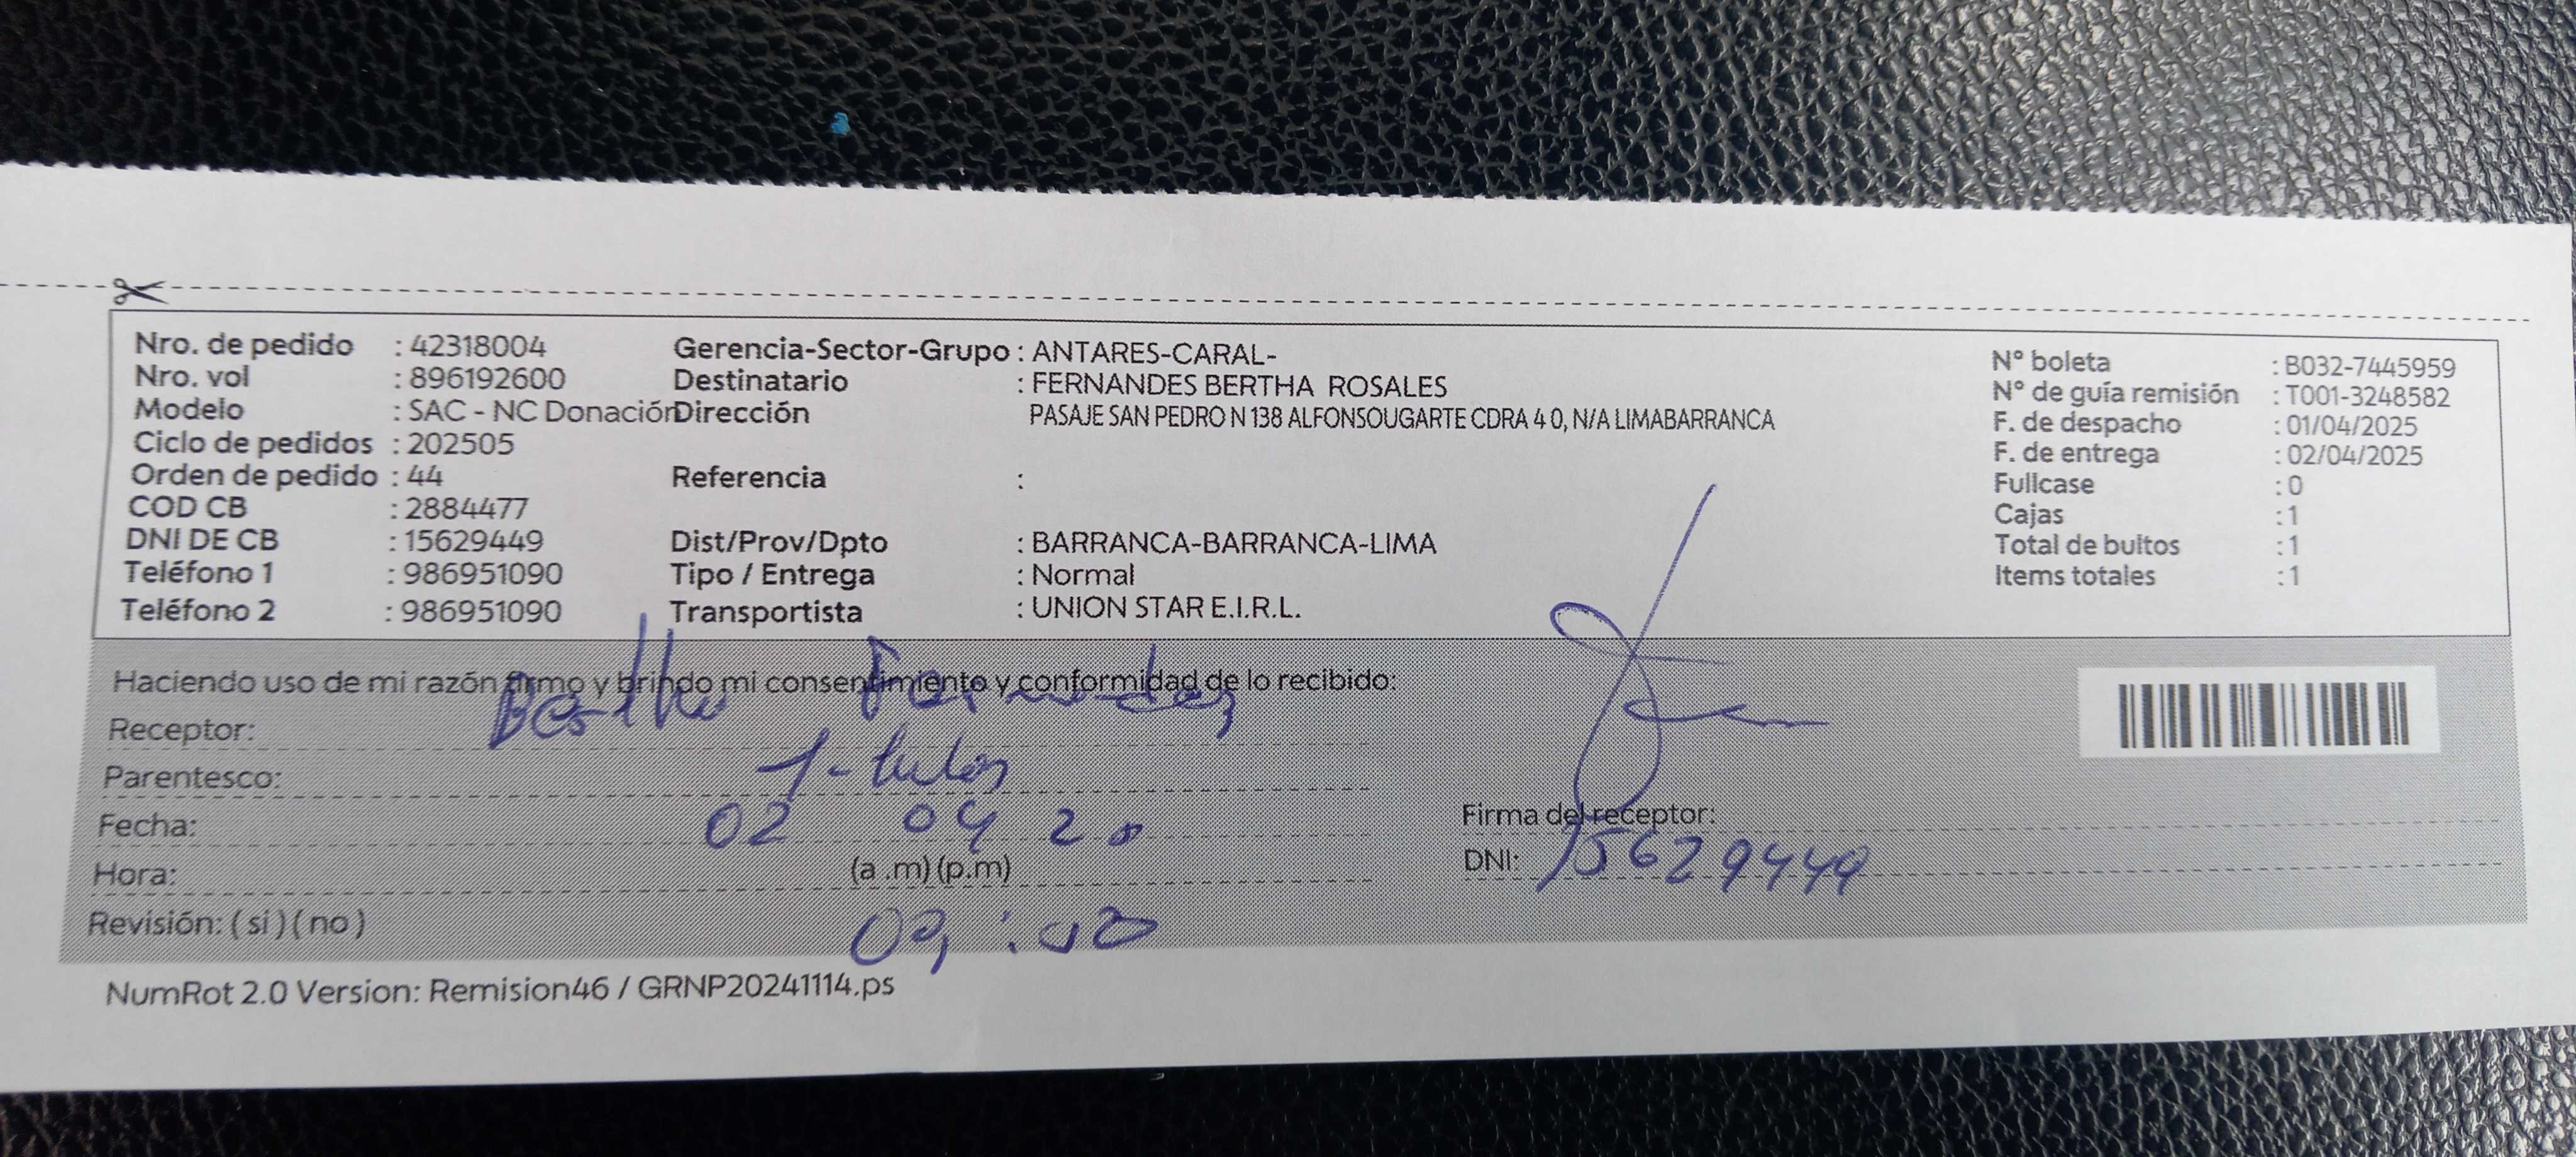 Nro. de pedido : 42318004
Nro. vol : 896192600
Modelo : SAC - NC Donación
Ciclo de pedidos : 202505
Orden de pedido : 44
COD CB : 2884477
DNI DE CB : 15629449
Teléfono 1 : 986951090
Teléfono 2 : 986951090
Gerencia-Sector-Grupo : ANTARES-CARAL-
Destinatario : FERNANDES BERTHA ROSALES
Dirección PASAJE SAN PEDRO N 138 ALFONSOUGARTE CDRA 4 0, N/A LIMABARRANCA
Referencia :
Dist/Prov/Dpto : BARRANCA-BARRANCA-LIMA
Tipo / Entrega : Normal
Transportista : UNION STAR E.I.R.L.
N° boleta : B032-7445959
N° de guía remisión : T001-3248582
F. de despacho : 01/04/2025
F. de entrega : 02/04/2025
Fullcase : 0
Cajas : 1
Total de bultos : 1
Items totales : 1
Haciendo uso de mi razón firmo y brindo mi consentimiento y conformidad de lo recibido:
Receptor: Bertha Fernandez
Parentesco:
Fecha: 02 04
Hora: (a .m) (p.m)
Revisión: ( si ) ( no )
Firma del receptor:
DNI: 15629449
NumRot 2.0 Version: Remision46 / GRNP20241114.ps